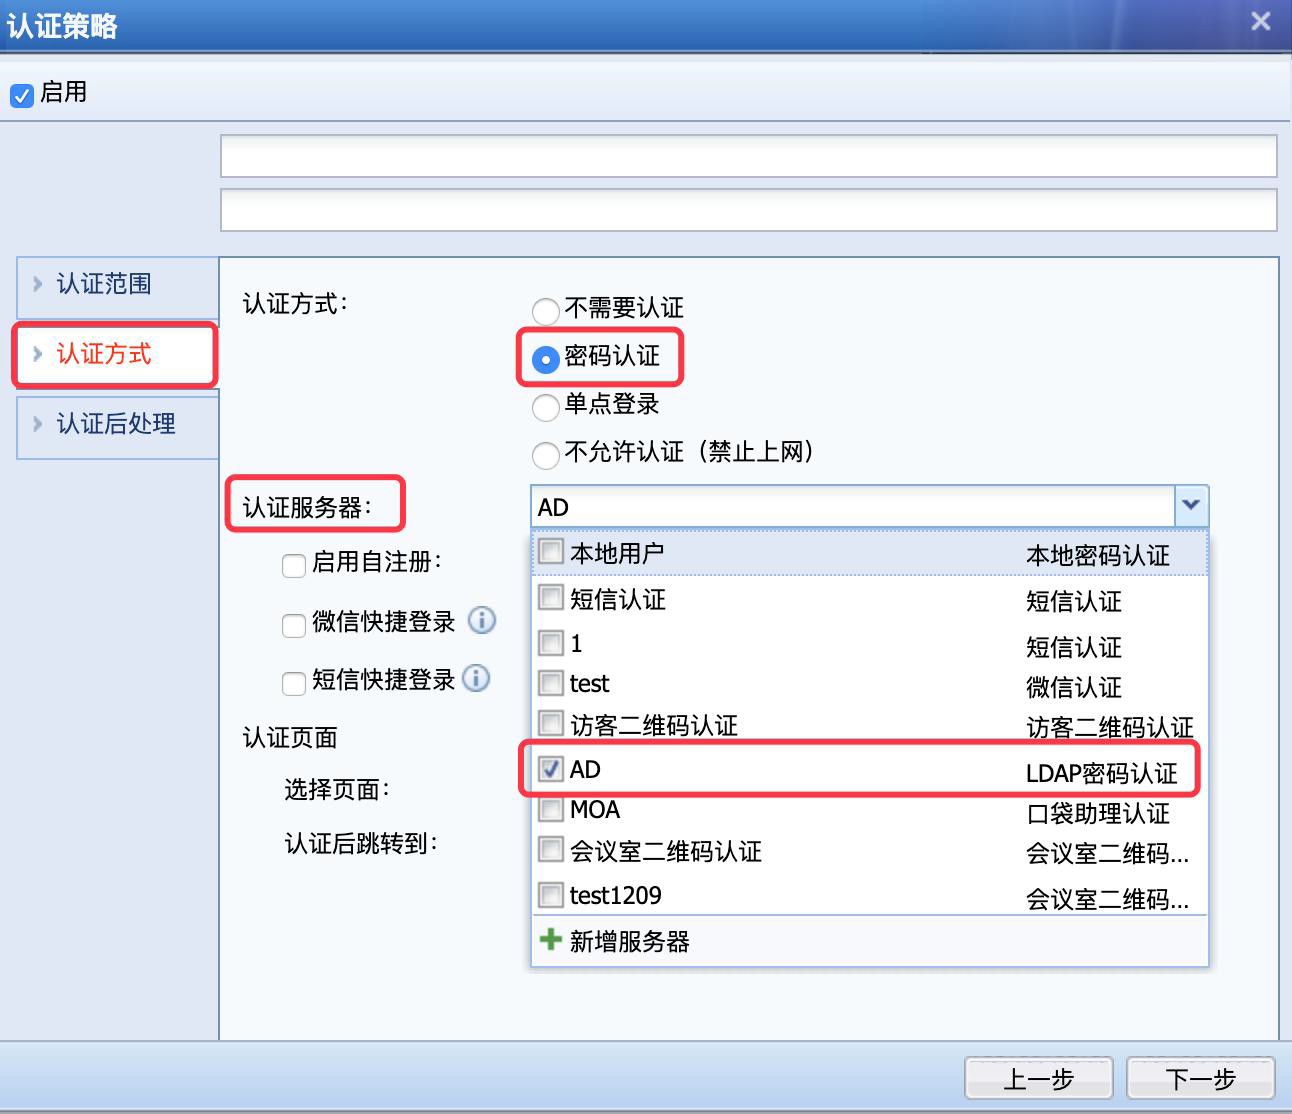 认证策略
启用
认证范围
认证方式
认证后处理
认证方式：
不需要认证
密码认证
单点登录
不允许认证（禁止上网）
认证服务器：
AD
启用自注册：
微信快捷登录
短信快捷登录
认证页面
选择页面：
认证后跳转到：
本地用户 本地密码认证
短信认证 短信认证
1 短信认证
test 微信认证
访客二维码认证 访客二维码认证
AD LDAP密码认证
MOA 口袋助理认证
会议室二维码认证 会议室二维码...
test1209 会议室二维码...
新增服务器
上一步 下一步